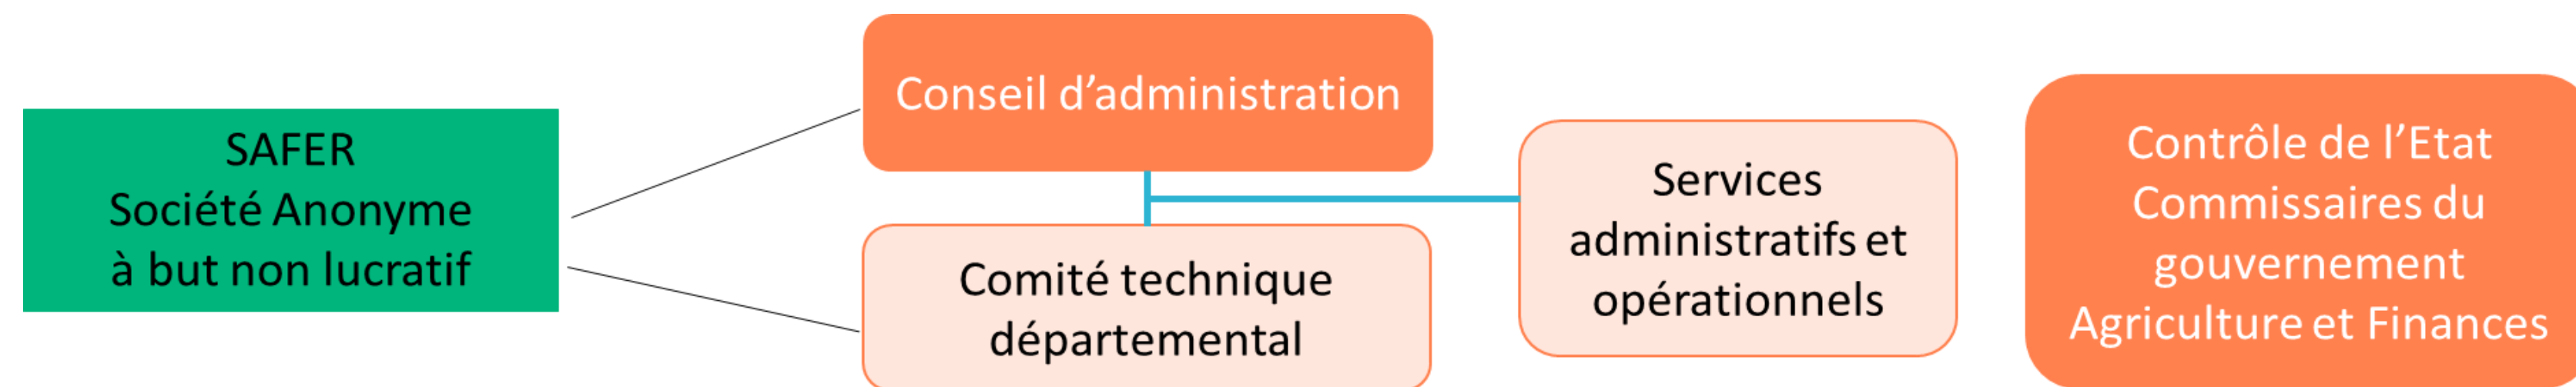 SAFER
Société Anonyme
à but non lucratif
Conseil d’administration
Comité technique
départemental
Services
administratifs et
opérationnels
Contrôle de l’Etat
Commissaires du
gouvernement
Agriculture et Finances